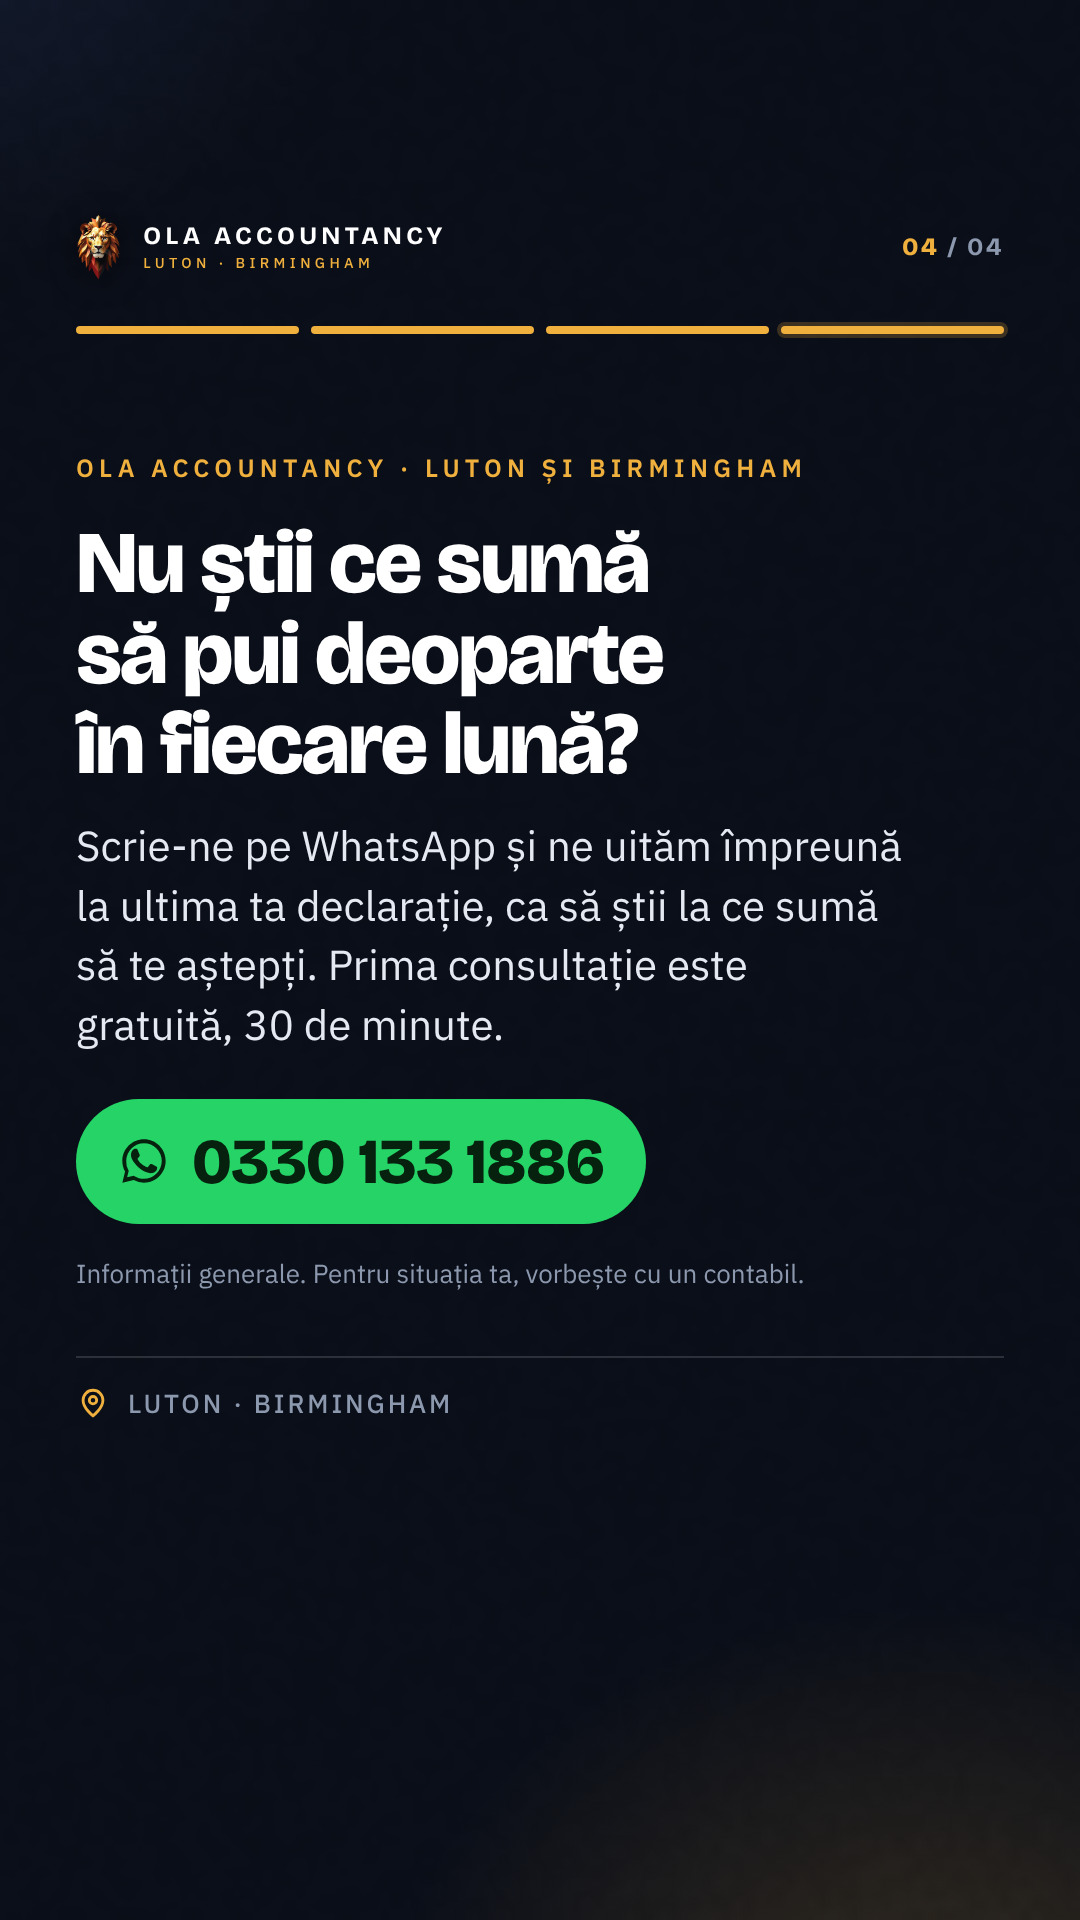 OLA ACCOUNTANCY
LUTON · BIRMINGHAM
04 / 04
OLA ACCOUNTANCY · LUTON ȘI BIRMINGHAM
Nu știi ce sumă
să pui deoparte
în fiecare lună?
Scrie-ne pe WhatsApp și ne uităm împreună
la ultima ta declarație, ca să știi la ce sumă
să te aștepți. Prima consultație este
gratuită, 30 de minute.
0330 133 1886
Informații generale. Pentru situația ta, vorbește cu un contabil.
LUTON · BIRMINGHAM